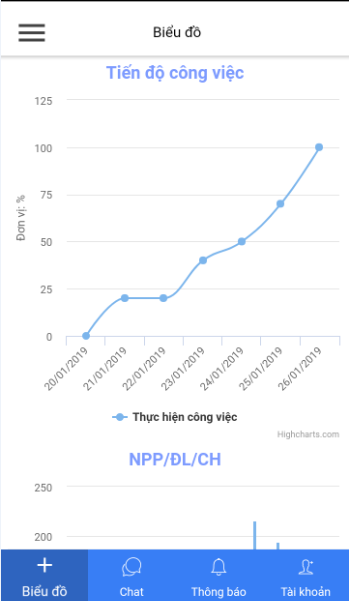 Biểu đồ
Tiến độ công việc
125
100
75
50
25
0
Đơn vị: %
20/01/2019
21/01/2019
22/01/2019
23/01/2019
24/01/2019
25/01/2019
26/01/2019
Thực hiện công việc
Highcharts.com
NPP/ĐL/CH
250
200
Biểu đồ
Chat
Thông báo
Tài khoản